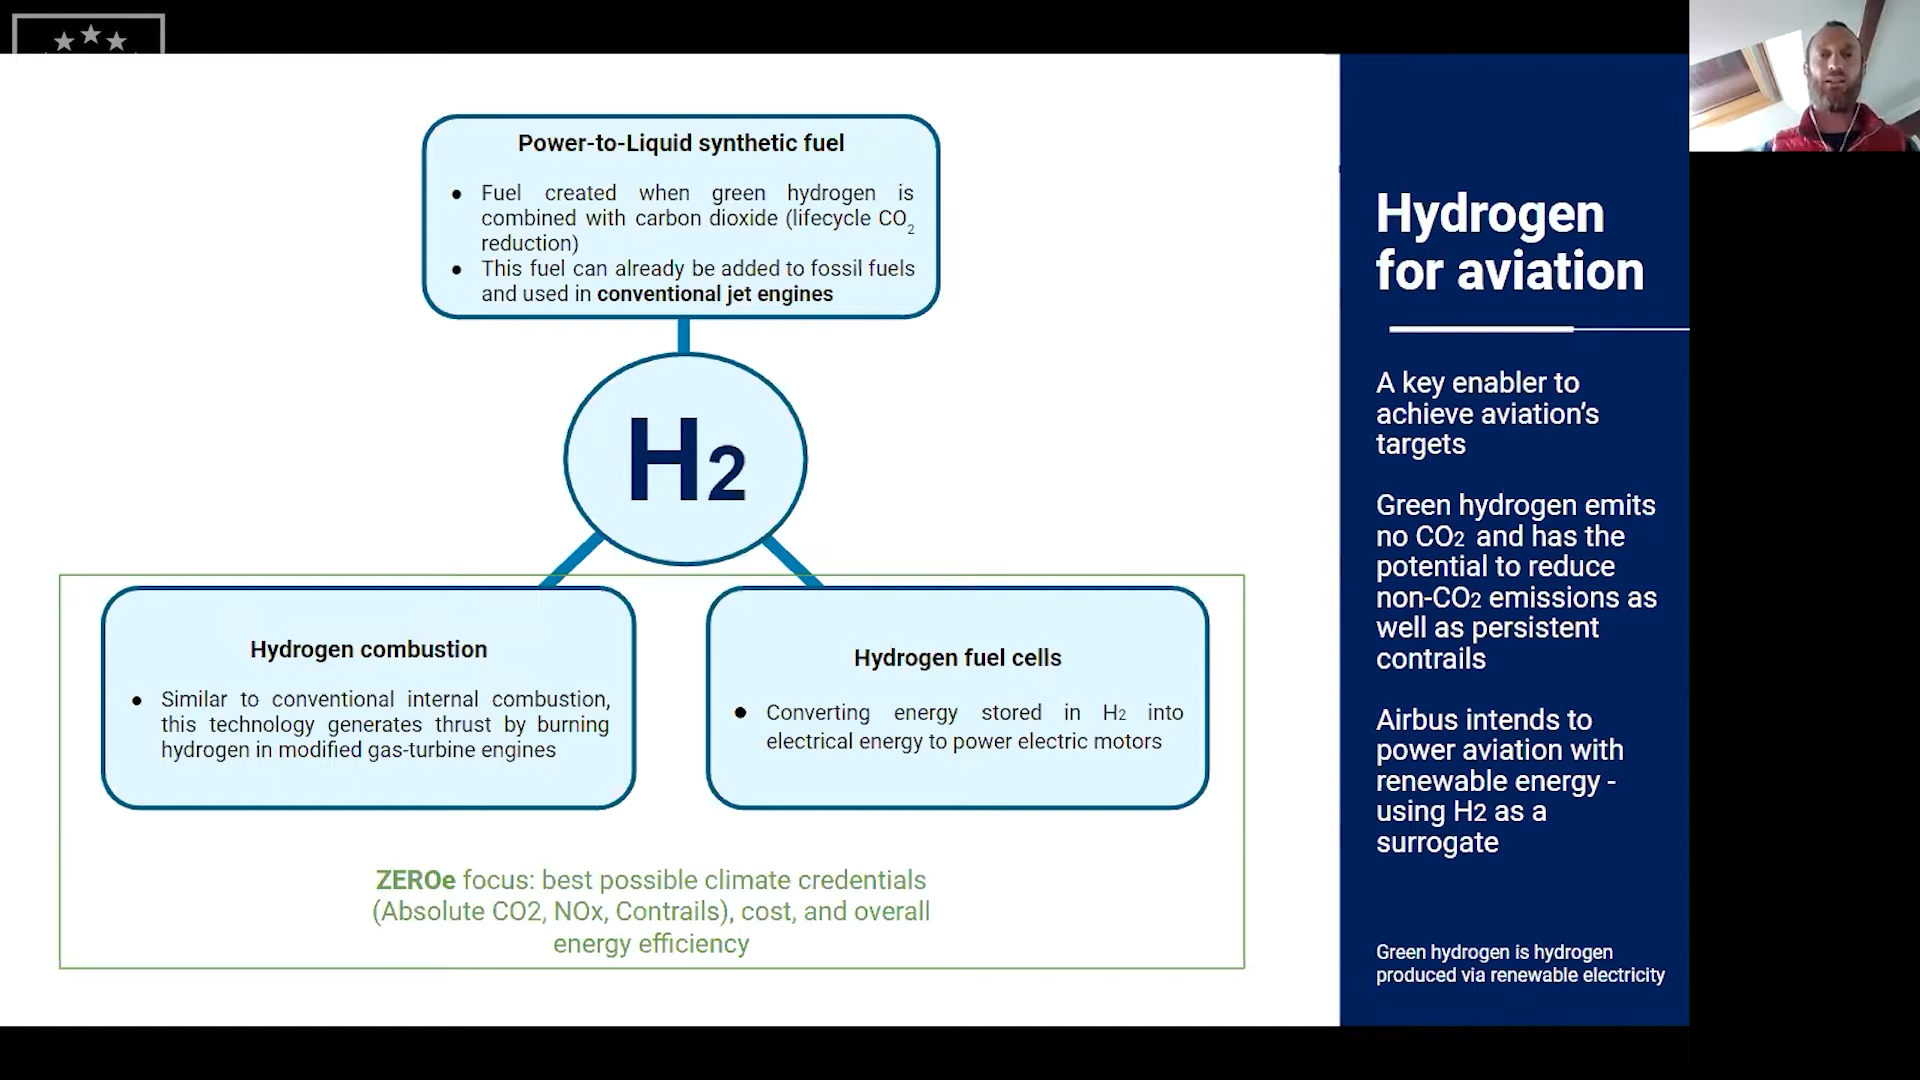 Power-to-Liquid synthetic fuel
● Fuel created when green hydrogen is
combined with carbon dioxide (lifecycle CO2
reduction)
● This fuel can already be added to fossil fuels
and used in conventional jet engines
H2
Hydrogen combustion
● Similar to conventional internal combustion,
this technology generates thrust by burning
hydrogen in modified gas-turbine engines
Hydrogen fuel cells
● Converting energy stored in H2 into
electrical energy to power electric motors
ZEROe focus: best possible climate credentials
(Absolute CO2, NOx, Contrails), cost, and overall
energy efficiency
Hydrogen
for aviation
A key enabler to
achieve aviation’s
targets
Green hydrogen emits
no CO2 and has the
potential to reduce
non-CO2 emissions as
well as persistent
contrails
Airbus intends to
power aviation with
renewable energy -
using H2 as a
surrogate
Green hydrogen is hydrogen
produced via renewable electricity